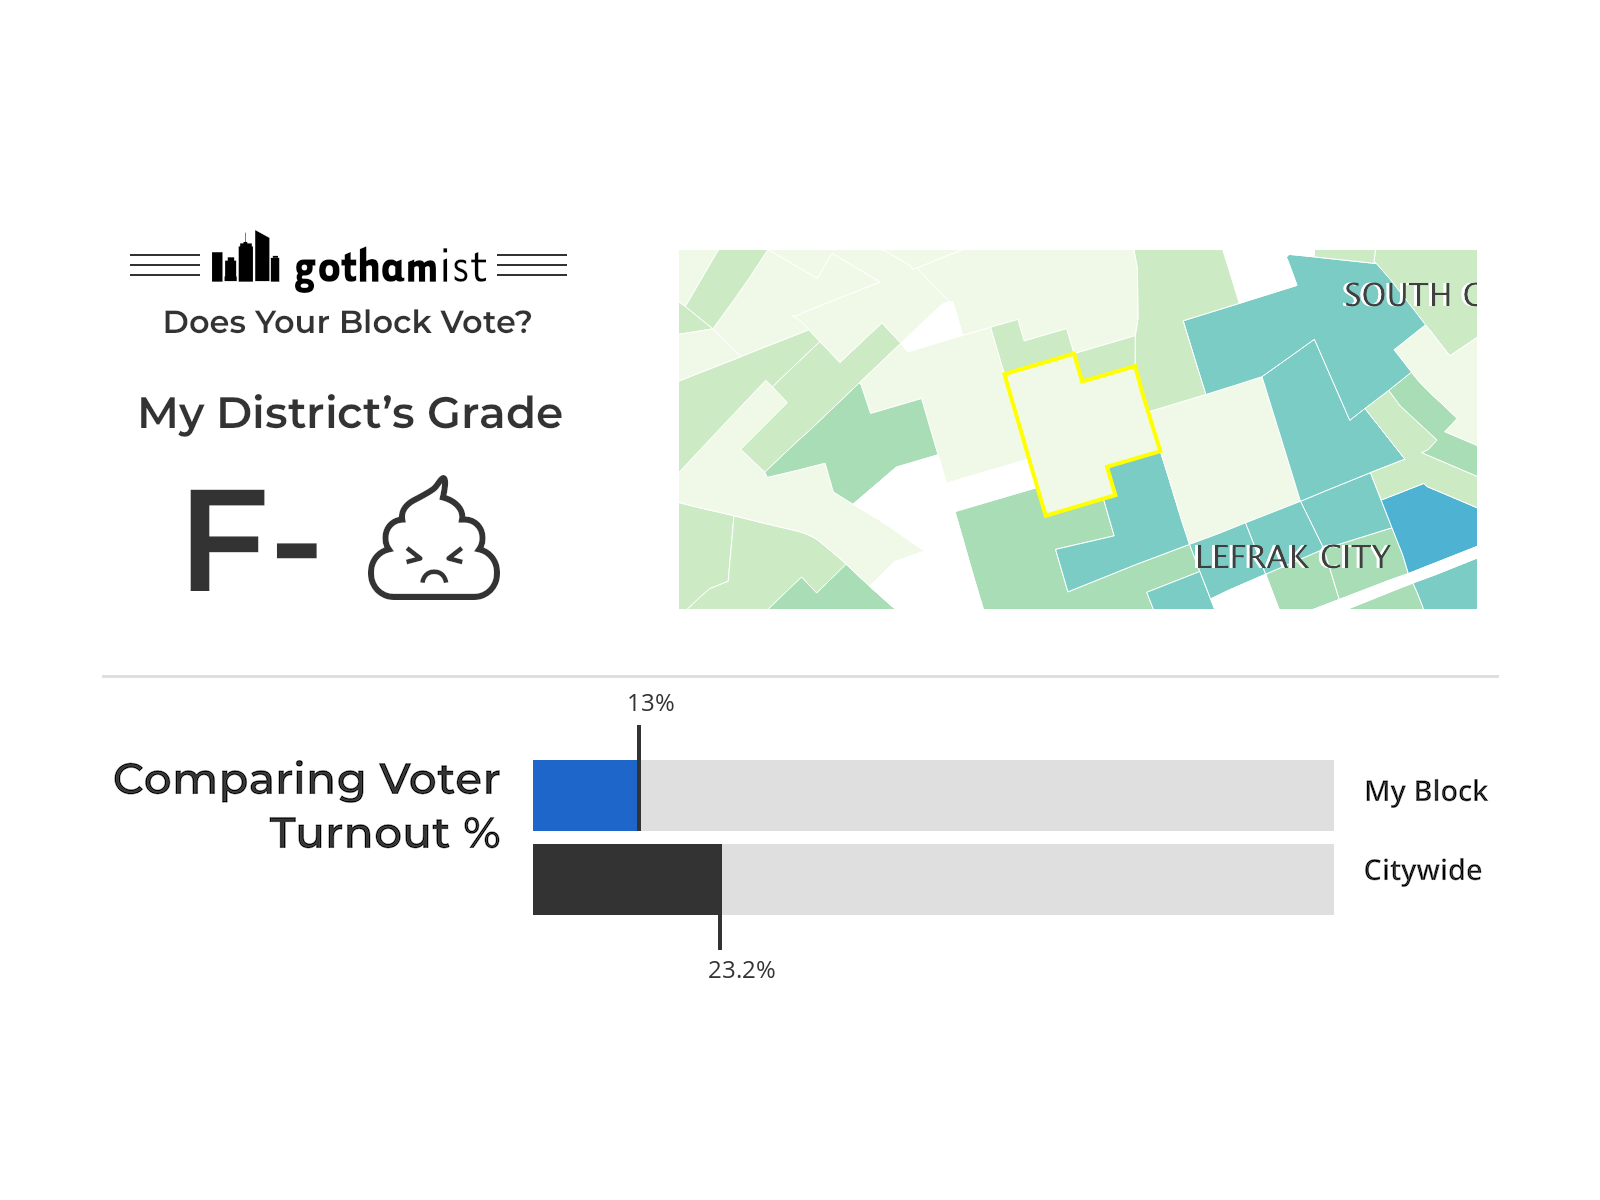 gothamist
Does Your Block Vote?
My District’s Grade
F-
SOUTH C
LEFRAK CITY
13%
Comparing Voter
Turnout %
My Block
Citywide
23.2%